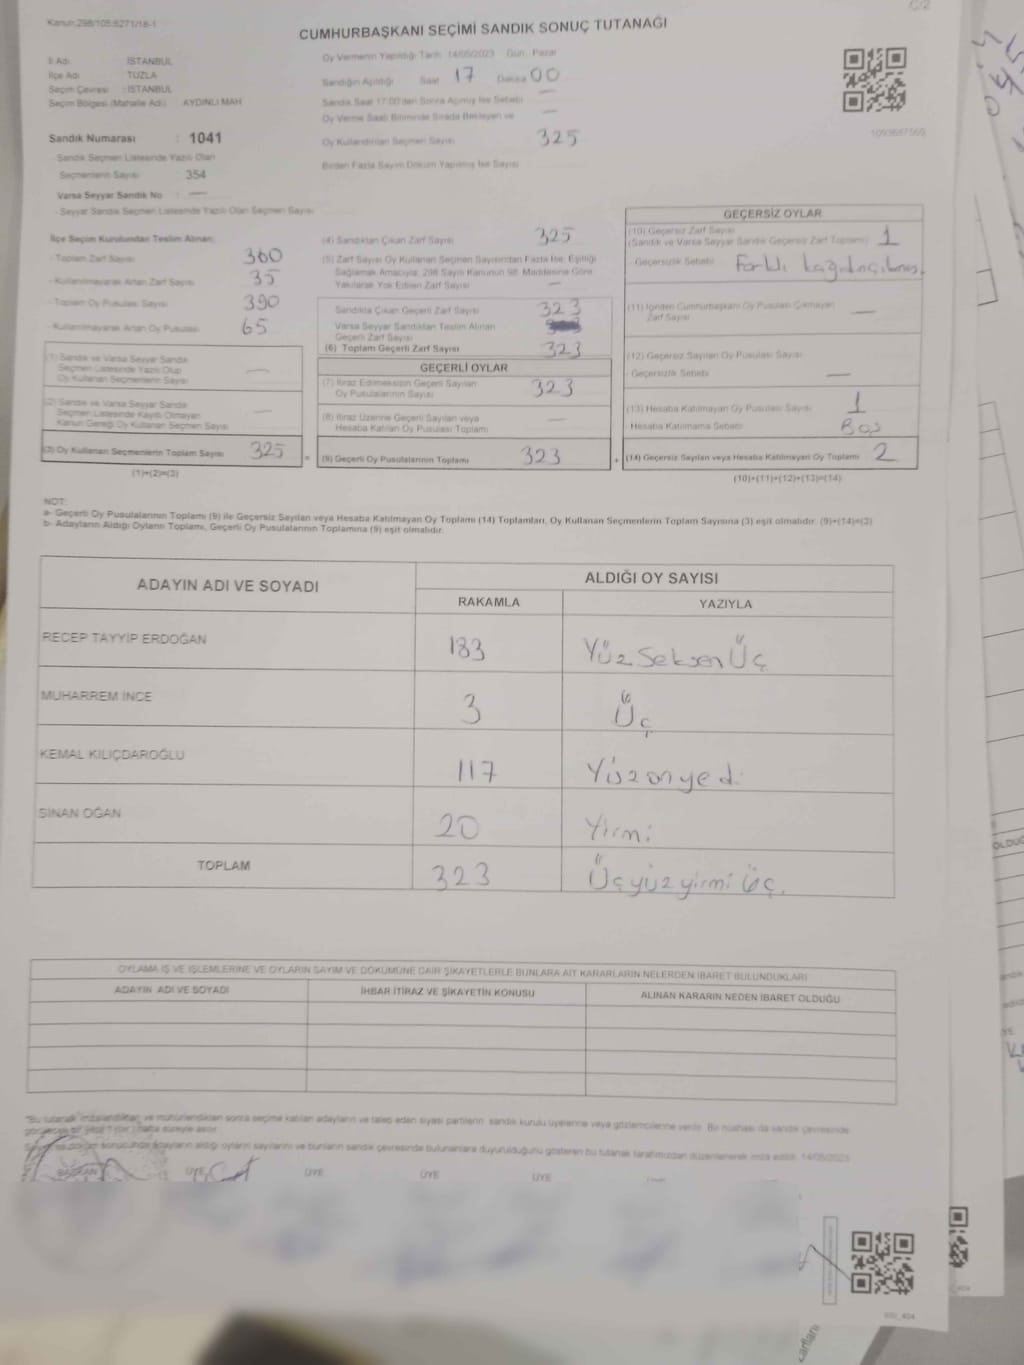 C/2
Kanun:298/105:6271/18-1
CUMHURBAŞKANI SEÇİMİ SANDIK SONUÇ TUTANAĞI
İl Adı : İSTANBUL
İlçe Adı : TUZLA
Seçim Çevresi : İSTANBUL
Seçim Bölgesi (Mahalle Adı) : AYDINLI MAH
Sandık Numarası : 1041
- Sandık Seçmen Listesinde Yazılı Olan
Seçmenlerin Sayısı : 354
Varsa Seyyar Sandık No : —
- Seyyar Sandık Seçmen Listesinde Yazılı Olan Seçmen Sayısı
Oy Vermenin Yapıldığı Tarih 14/05/2023 Gün Pazar
Sandığın Açıldığı Saat 17 Dakika 00
Sandık Saat 17:00'den Sonra Açılmış İse Sebebi —
Oy Verme Saati Bitiminde Sırada Bekleyen ve —
Oy Kullandırılan Seçmen Sayısı 325
Birden Fazla Sayım Döküm Yapılmış İse Sayısı
1093687569
İlçe Seçim Kurulundan Teslim Alınan;
- Toplam Zarf Sayısı 360
- Kullanılmayarak Artan Zarf Sayısı 35
- Toplam Oy Pusulası Sayısı 390
- Kullanılmayarak Artan Oy Pusulası 65
(1) Sandık ve Varsa Seyyar Sandık
Seçmen Listesinde Yazılı Olup
Oy Kullanan Seçmenlerin Sayısı —
(2) Sandık ve Varsa Seyyar Sandık
Seçmen Listesinde Kayıtlı Olmayan
Kanun Gereği Oy Kullanan Seçmen Sayısı —
(3) Oy Kullanan Seçmenlerin Toplam Sayısı 325 =
(1)+(2)=(3)
(4) Sandıktan Çıkan Zarf Sayısı 325
(5) Zarf Sayısı Oy Kullanan Seçmen Sayısından Fazla İse, Eşitliği
Sağlamak Amacıyla, 298 Sayılı Kanunun 98. Maddesine Göre
Yakılarak Yok Edilen Zarf Sayısı —
Sandıkta Çıkan Geçerli Zarf Sayısı 323
Varsa Seyyar Sandıktan Teslim Alınan
Geçerli Zarf Sayısı
(6) Toplam Geçerli Zarf Sayısı 323
GEÇERLİ OYLAR
(7) İtiraz Edilmeksizin Geçerli Sayılan
Oy Pusulalarının Sayısı 323
(8) İtiraz Üzerine Geçerli Sayılan veya
Hesaba Katılan Oy Pusulası Toplamı —
(9) Geçerli Oy Pusulalarının Toplamı 323 +
GEÇERSİZ OYLAR
(10) Geçersiz Zarf Sayısı
(Sandık ve Varsa Seyyar Sandık Geçersiz Zarf Toplamı) 1
- Geçersizlik Sebebi : Farklı kağıdın çıkması
(11) İçinden Cumhurbaşkanı Oy Pusulası Çıkmayan
Zarf Sayısı —
(12) Geçersiz Sayılan Oy Pusulası Sayısı
- Geçersizlik Sebebi —
(13) Hesaba Katılmayan Oy Pusulası Sayısı 1
- Hesaba Katılmama Sebebi Boş
(14) Geçersiz Sayılan veya Hesaba Katılmayan Oy Toplamı 2
(10)+(11)+(12)+(13)=(14)
NOT:
a- Geçerli Oy Pusulalarının Toplamı (9) ile Geçersiz Sayılan veya Hesaba Katılmayan Oy Toplamı (14) Toplamları, Oy Kullanan Seçmenlerin Toplam Sayısına (3) eşit olmalıdır. (9)+(14)=(3)
b- Adayların Aldığı Oyların Toplamı, Geçerli Oy Pusulalarının Toplamına (9) eşit olmalıdır.
ADAYIN ADI VE SOYADI ALDIĞI OY SAYISI
RAKAMLA YAZIYLA
RECEP TAYYİP ERDOĞAN 183 Yüz Seksen Üç
MUHARREM İNCE 3 Üç
KEMAL KILIÇDAROĞLU 117 Yüzonyedi
SİNAN OĞAN 20 Yirmi
TOPLAM 323 Üçyüzyirmi üç.
OYLAMA İŞ VE İŞLEMLERİNE VE OYLARIN SAYIM VE DÖKÜMÜNE DAİR ŞİKAYETLERLE BUNLARA AİT KARARLARIN NELERDEN İBARET BULUNDUKLARI
ADAYIN ADI VE SOYADI İHBAR İTİRAZ VE ŞİKAYETİN KONUSU ALINAN KARARIN NEDEN İBARET OLDUĞU
*Bu tutanak imzalandıktan ve mühürlendikten sonra seçime katılan adayların ve talep eden siyasi partilerin sandık kurulu üyelerine veya gözlemcilerine verilir. Bir nüshası da sandık çevresinde
hafta süreyle asılır.
sonucunda adayların aldığı oyların sayılarını ve bunların sandık çevresinde bulunanlara duyurulduğunu gösteren bu tutanak tarafımızdan düzenlenerek imza edildi. 14/05/2023
BAŞKAN ÜYE ÜYE ÜYE ÜYE